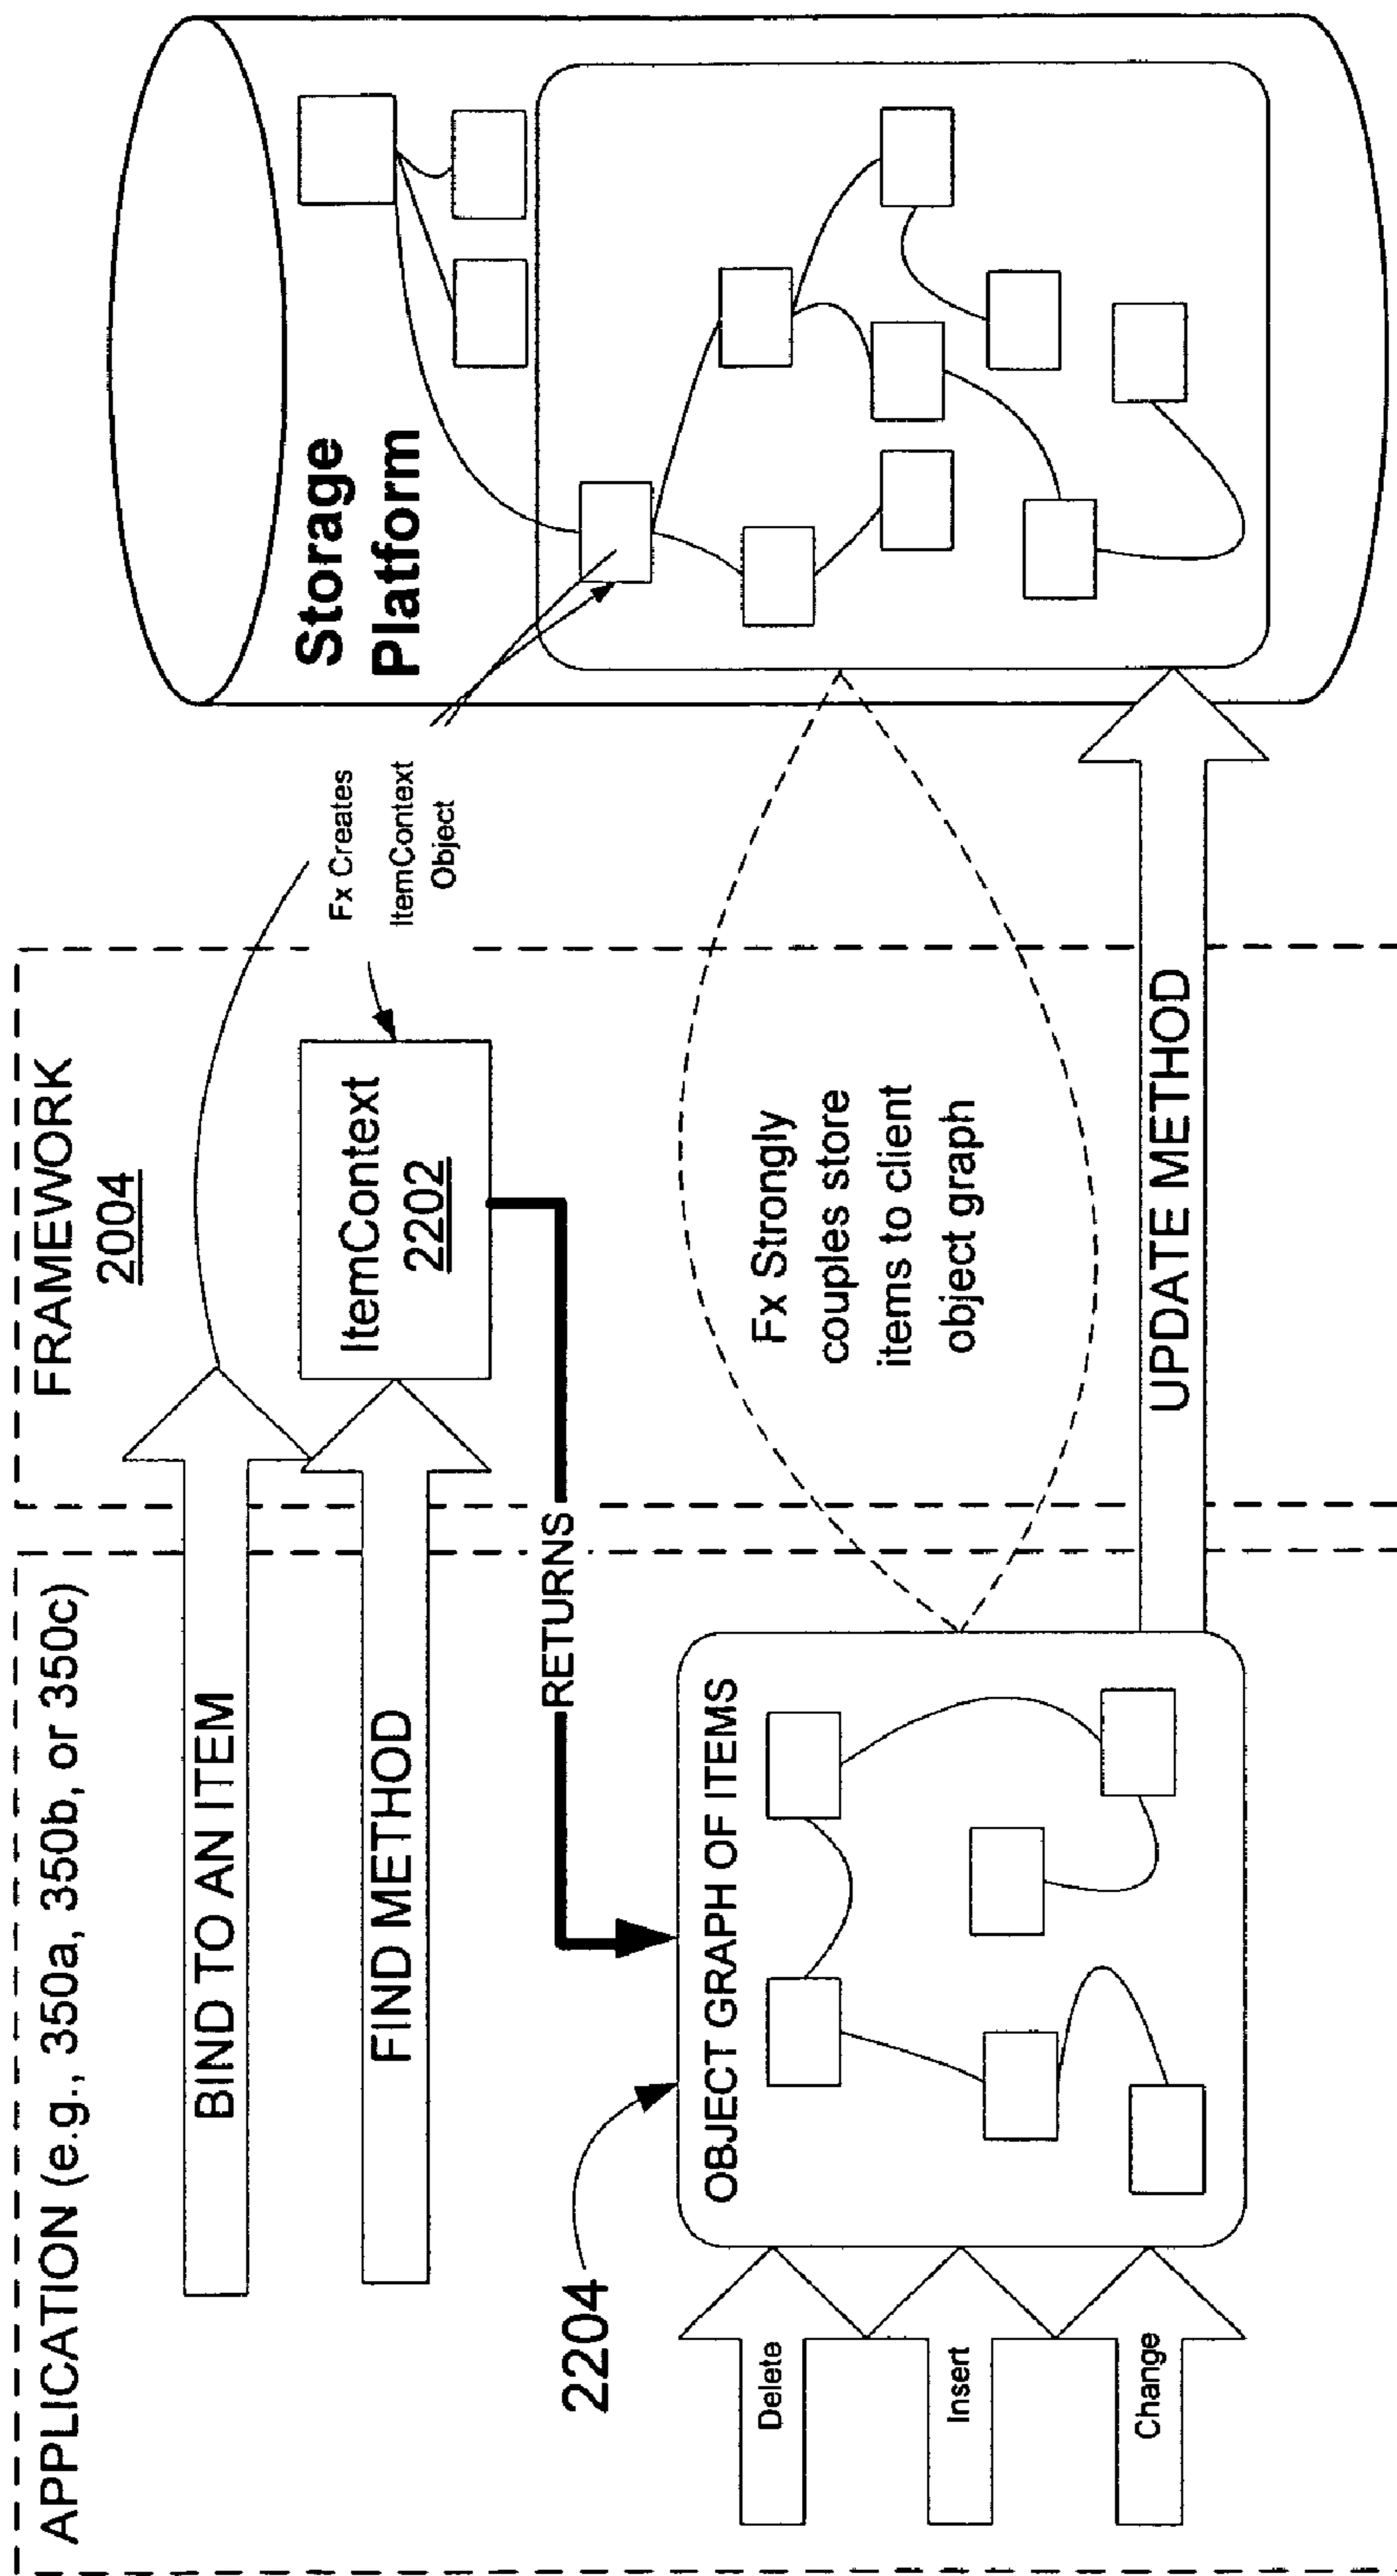 APPLICATION (e.g., 350a, 350b, or 350c)
BIND TO AN ITEM
FIND METHOD
RETURNS
2204
OBJECT GRAPH OF ITEMS
Delete
Insert
Change
FRAMEWORK
2004
ItemContext
2202
Fx Creates
ItemContext
Object
Fx Strongly
couples store
items to client
object graph
UPDATE METHOD
Storage
Platform